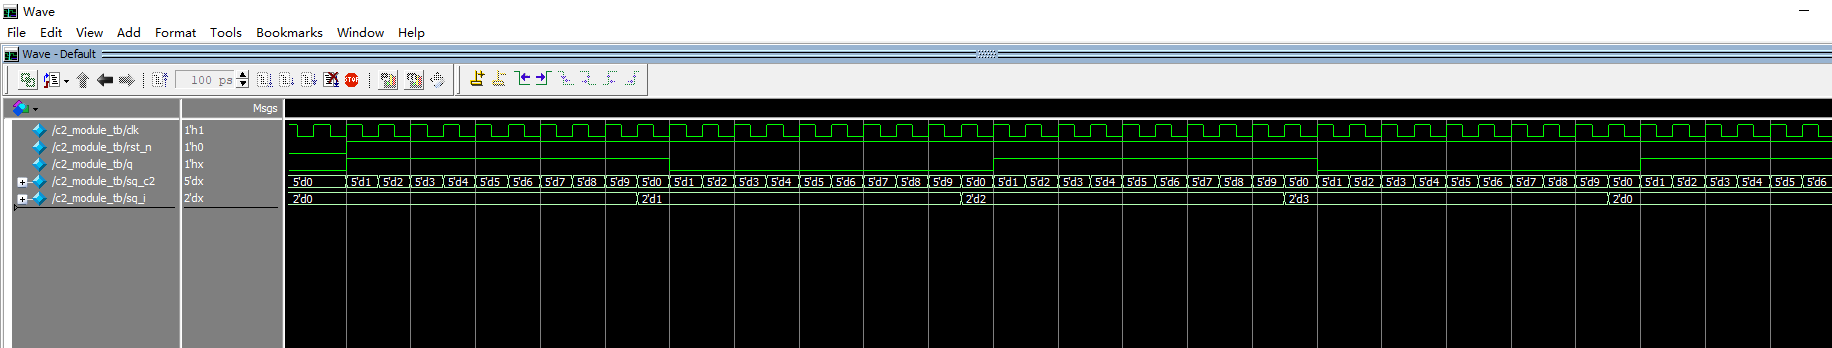 Wave
File Edit View Add Format Tools Bookmarks Window Help
Wave - Default
100 ps
STOP
Msgs
/c2_module_tb/clk 1'h1
/c2_module_tb/rst_n 1'h0
/c2_module_tb/q 1'hx
/c2_module_tb/sq_c2 5'dx 5'd0 5'd1 5'd2 5'd3 5'd4 5'd5 5'd6 5'd7 5'd8 5'd9 5'd0 5'd1 5'd2 5'd3 5'd4 5'd5 5'd6 5'd7 5'd8 5'd9 5'd0 5'd1 5'd2 5'd3 5'd4 5'd5 5'd6 5'd7 5'd8 5'd9 5'd0 5'd1 5'd2 5'd3 5'd4 5'd5 5'd6 5'd7 5'd8 5'd9 5'd0 5'd1 5'd2 5'd3 5'd4 5'd5 5'd6
/c2_module_tb/sq_i 2'dx 2'd0 2'd1 2'd2 2'd3 2'd0